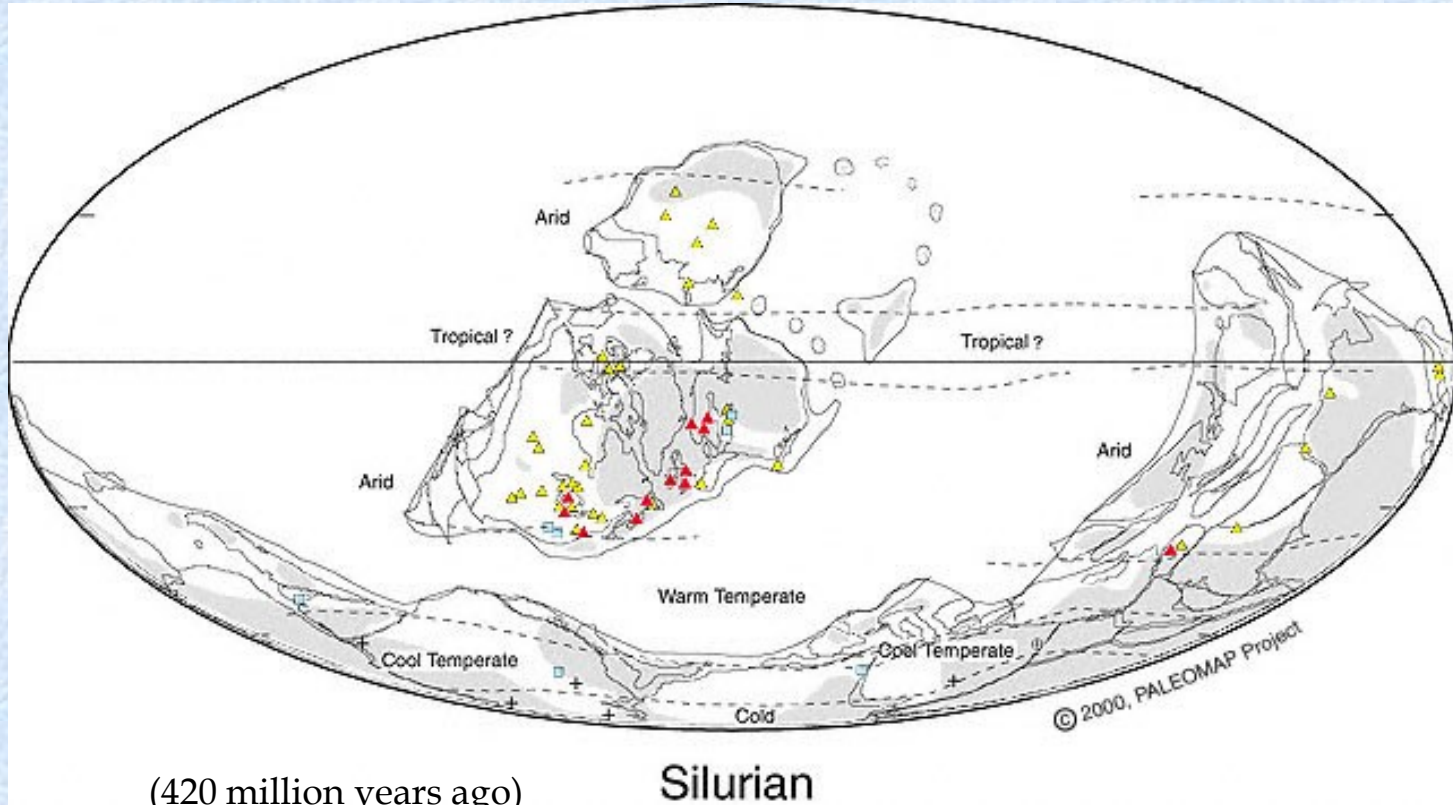 Arid
Tropical ?
Tropical ?
Arid
Arid
Warm Temperate
Cool Temperate
Cool Temperate
Cold
© 2000, PALEOMAP Project
(420 million years ago)
Silurian